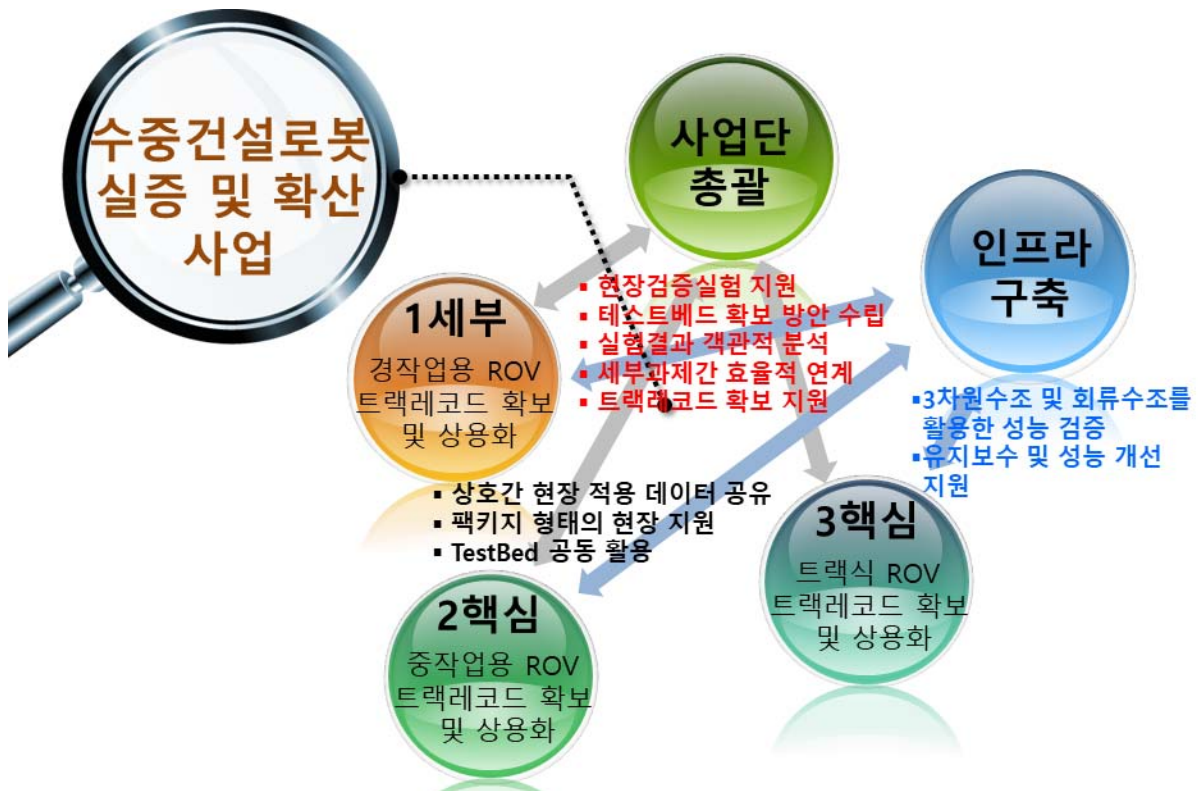 수중건설로봇
실증 및 확산
사업
사업단
총괄
인프라
구축
1세부
경작업용 ROV
트랙레코드 확보
및 상용화
▪ 현장검증실험 지원
▪ 테스트베드 확보 방안 수립
▪ 실험결과 객관적 분석
▪ 세부과제간 효율적 연계
▪ 트랙레코드 확보 지원
▪3차원수조 및 회류수조를
활용한 성능 검증
▪유지보수 및 성능 개선
지원
▪ 상호간 현장 적용 데이터 공유
▪ 팩키지 형태의 현장 지원
▪ TestBed 공동 활용
3핵심
트랙식 ROV
트랙레코드 확보
및 상용화
2핵심
중작업용 ROV
트랙레코드 확보
및 상용화